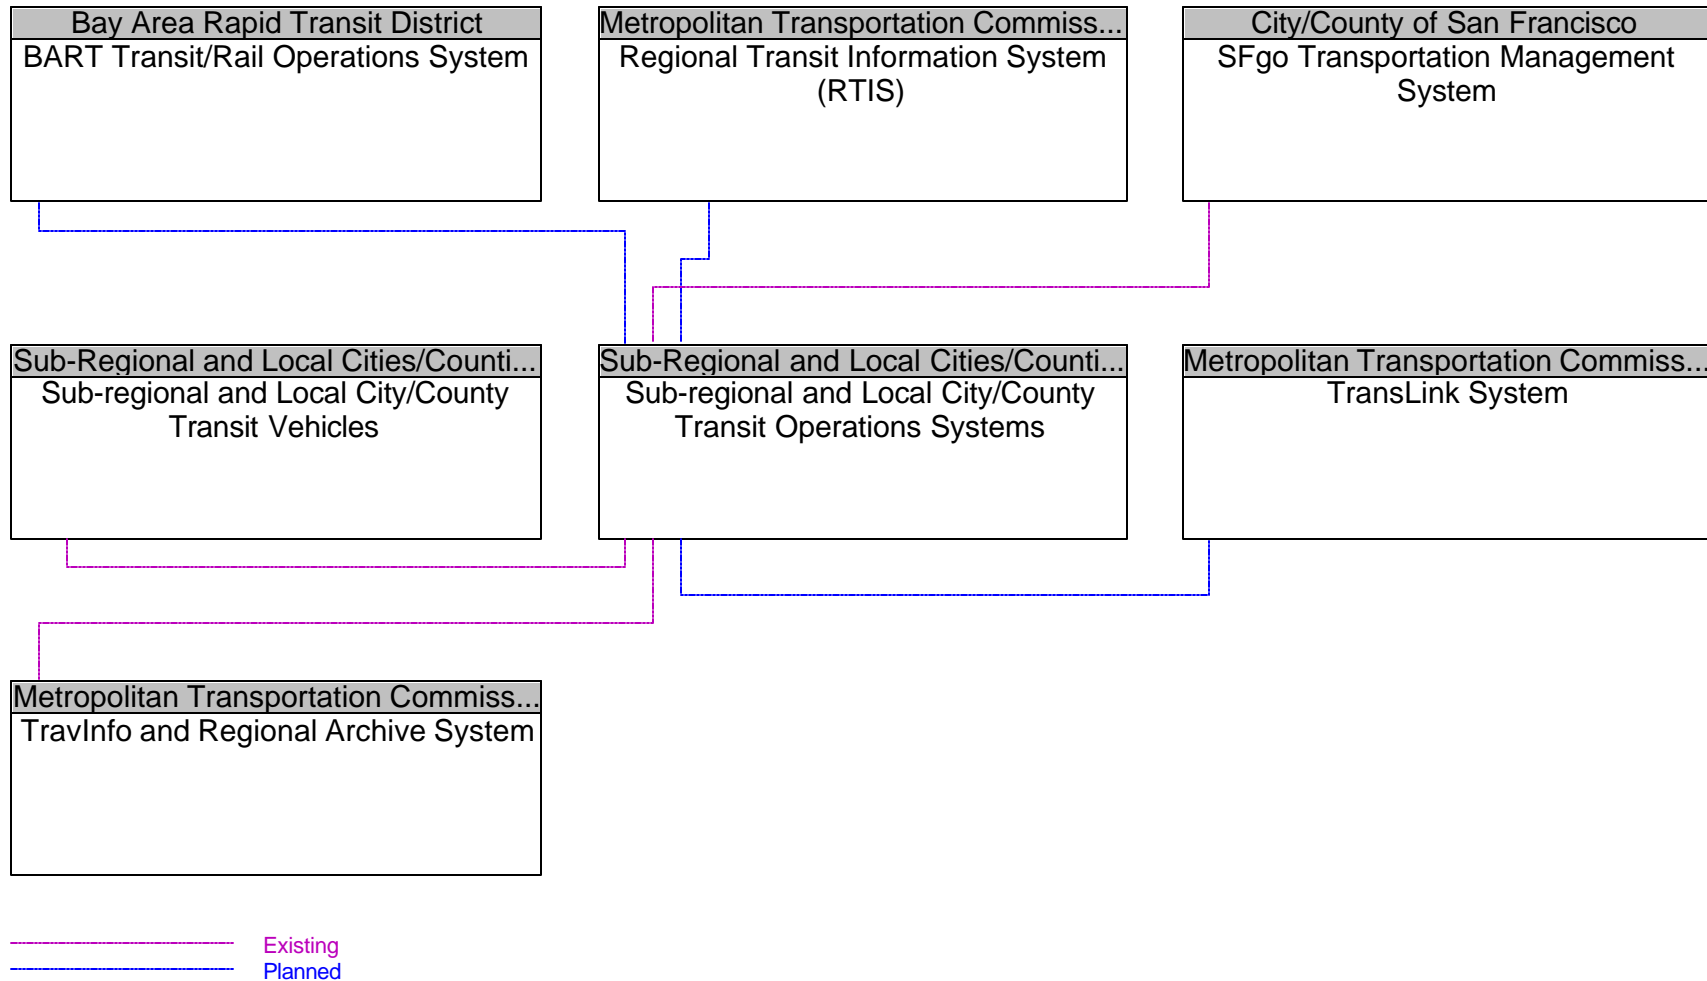 Bay Area Rapid Transit District
BART Transit/Rail Operations System
Metropolitan Transportation Commiss...
Regional Transit Information System
(RTIS)
City/County of San Francisco
SFgo Transportation Management
System
Sub-Regional and Local Cities/Counti...
Sub-regional and Local City/County
Transit Vehicles
Sub-Regional and Local Cities/Counti...
Sub-regional and Local City/County
Transit Operations Systems
Metropolitan Transportation Commiss...
TransLink System
Metropolitan Transportation Commiss...
TravInfo and Regional Archive System
Existing
Planned